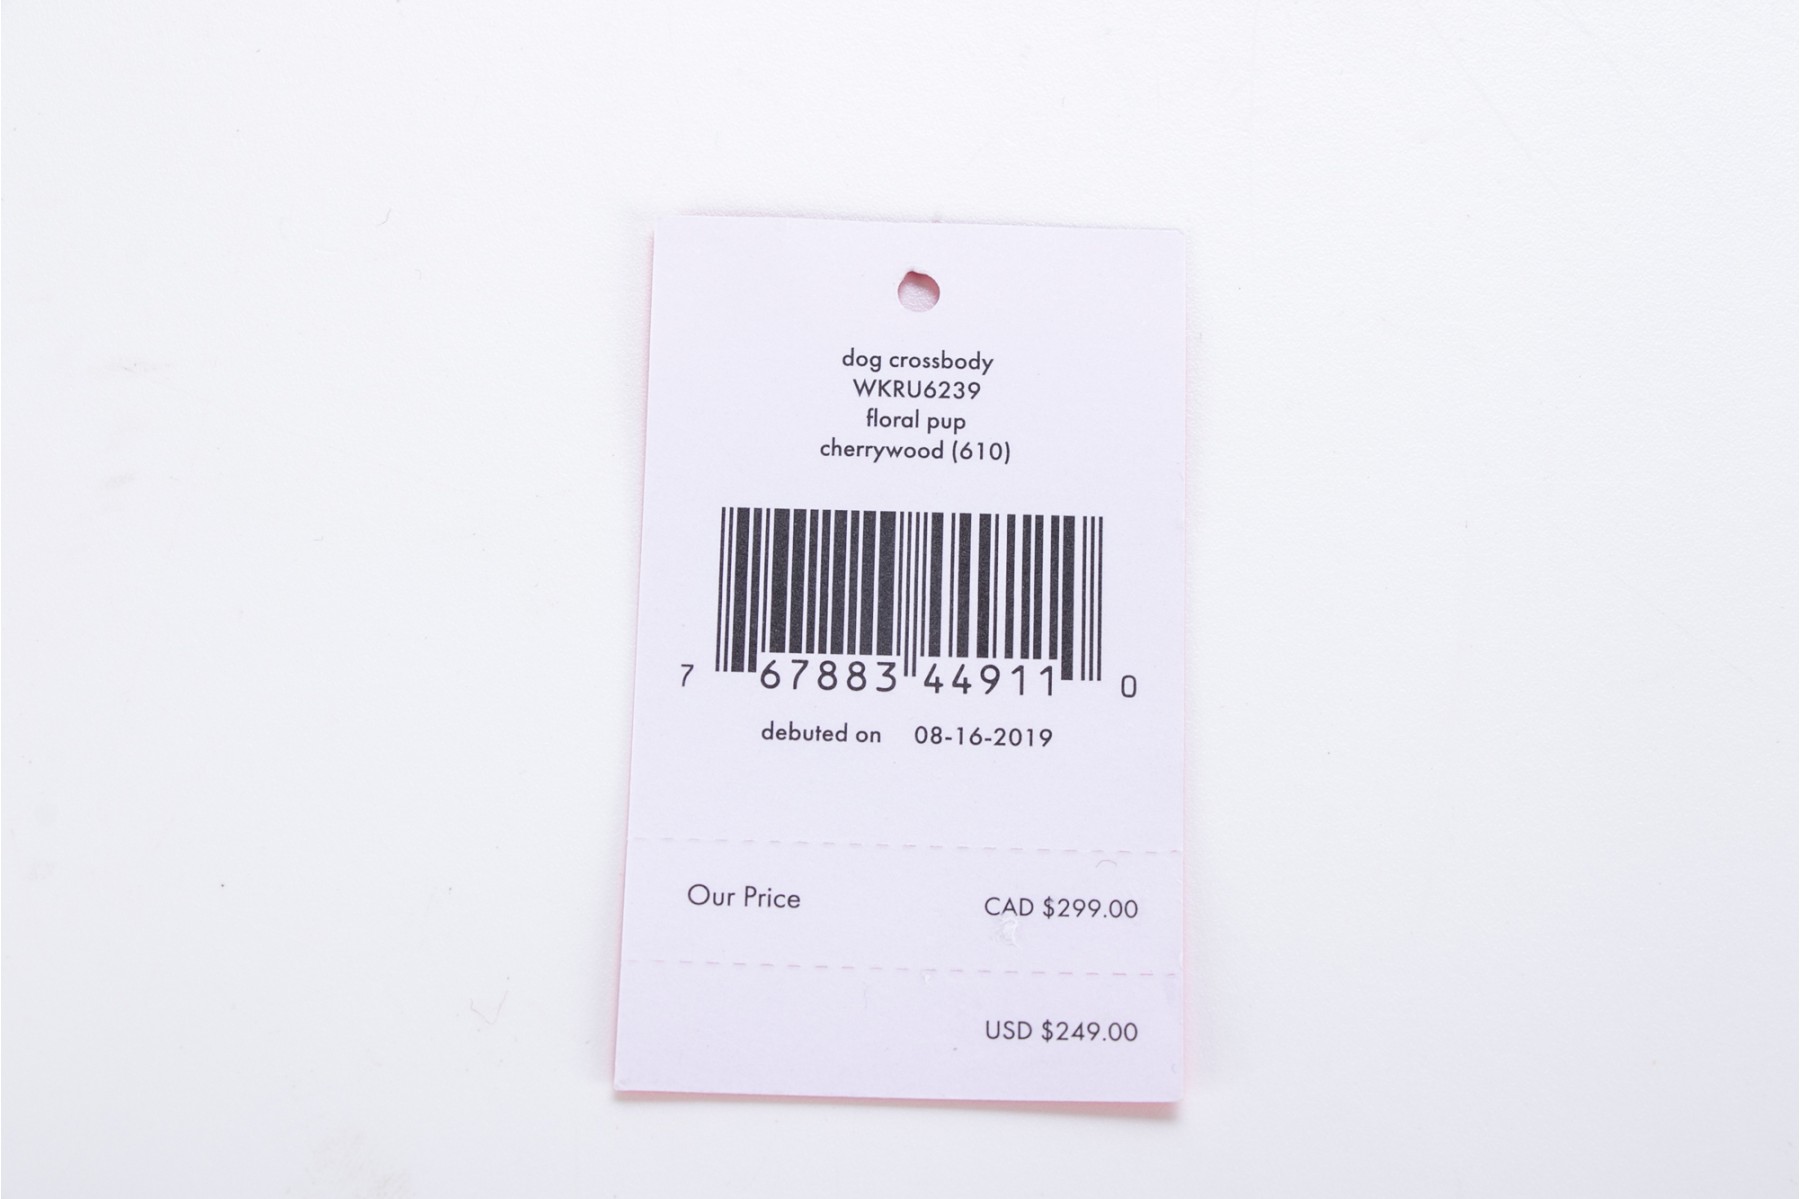 dog crossbody
WKRU6239
floral pup
cherrywood (610)
7 67883 44911 0
debuted on 08-16-2019
Our Price CAD $299.00
USD $249.00